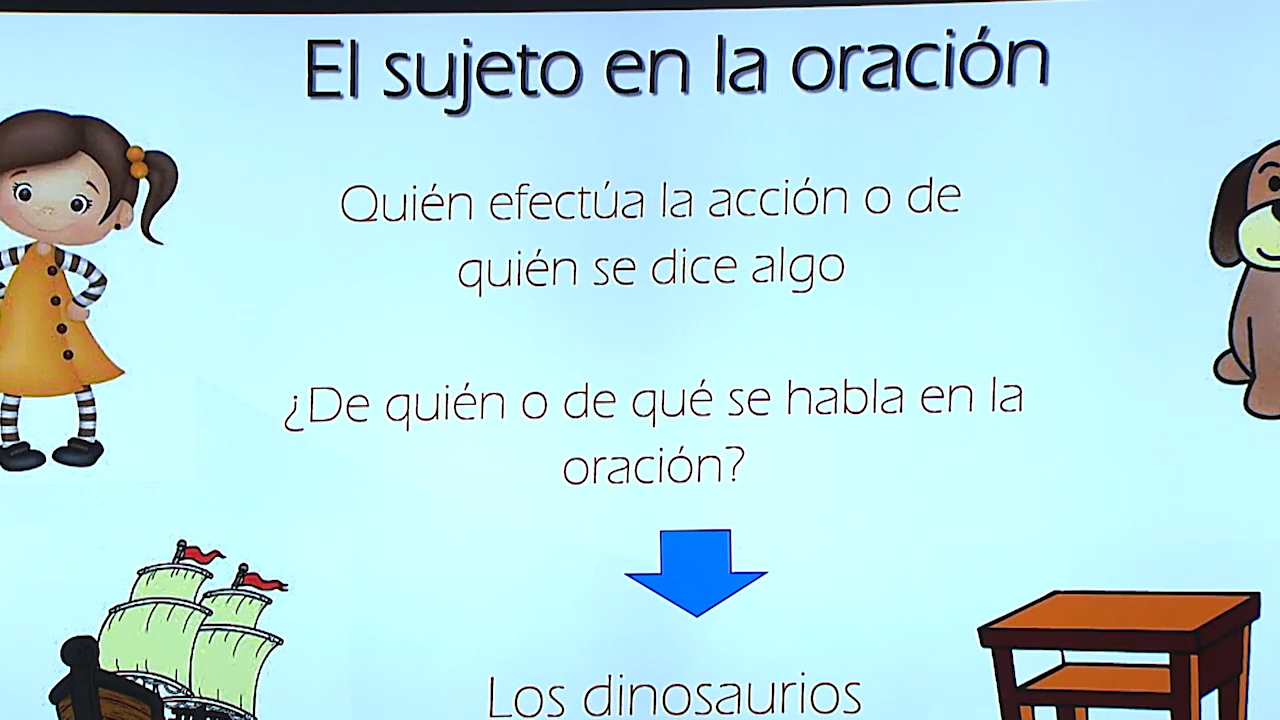 El sujeto en la oración
Quién efectúa la acción o de
quién se dice algo
¿De quién o de qué se habla en la
oración?
Los dinosaurios